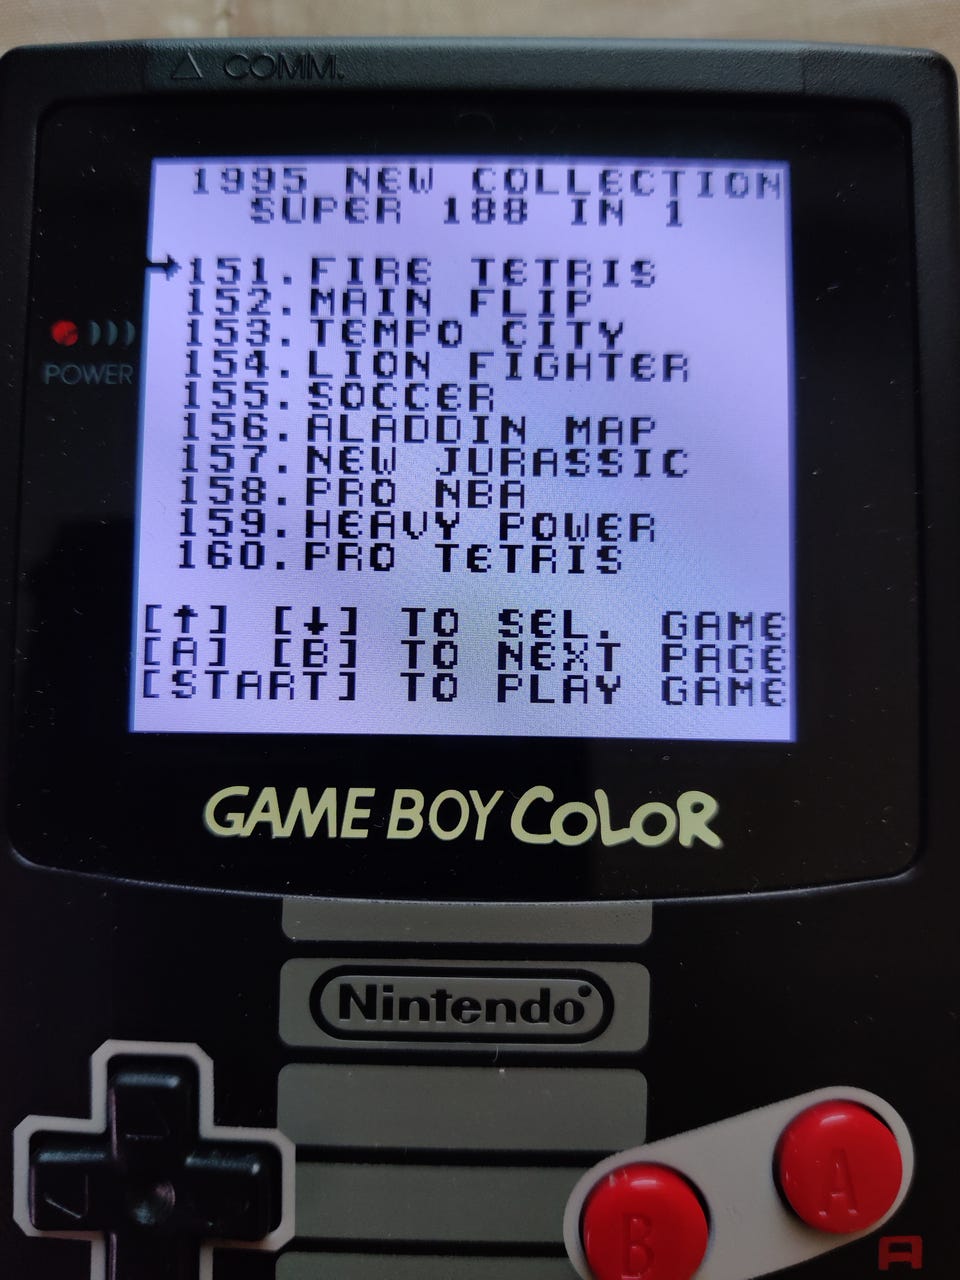 △ COMM.
1995 NEW COLLECTION
SUPER 188 IN 1
151. FIRE TETRIS
152. MAIN FLIP
153. TEMPO CITY
154. LION FIGHTER
155. SOCCER
156. ALADDIN MAP
157. NEW JURASSIC
158. PRO NBA
159. HEAVY POWER
160. PRO TETRIS
[↑] [↓] TO SEL. GAME
[A] [B] TO NEXT PAGE
[START] TO PLAY GAME
POWER
GAME BOY COLOR
Nintendo
A
B
A